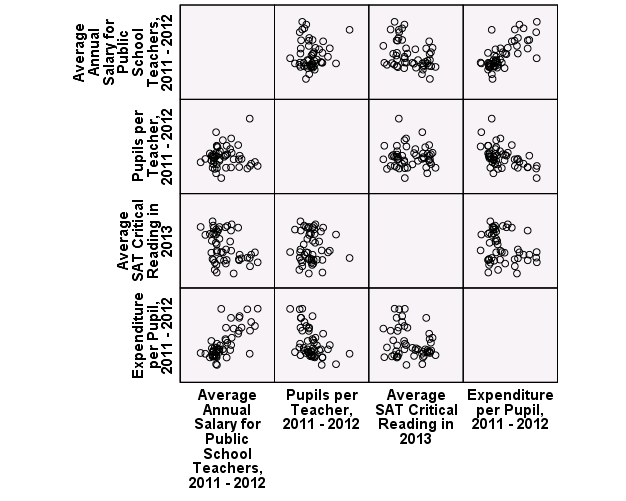 Average
Annual
Salary for
Public
School
Teachers,
2011 - 2012
Pupils per
Teacher,
2011 - 2012
Average
SAT Critical
Reading in
2013
Expenditure
per Pupil,
2011 - 2012
Average
Annual
Salary for
Public
School
Teachers,
2011 - 2012
Pupils per
Teacher,
2011 - 2012
Average
SAT Critical
Reading in
2013
Expenditure
per Pupil,
2011 - 2012